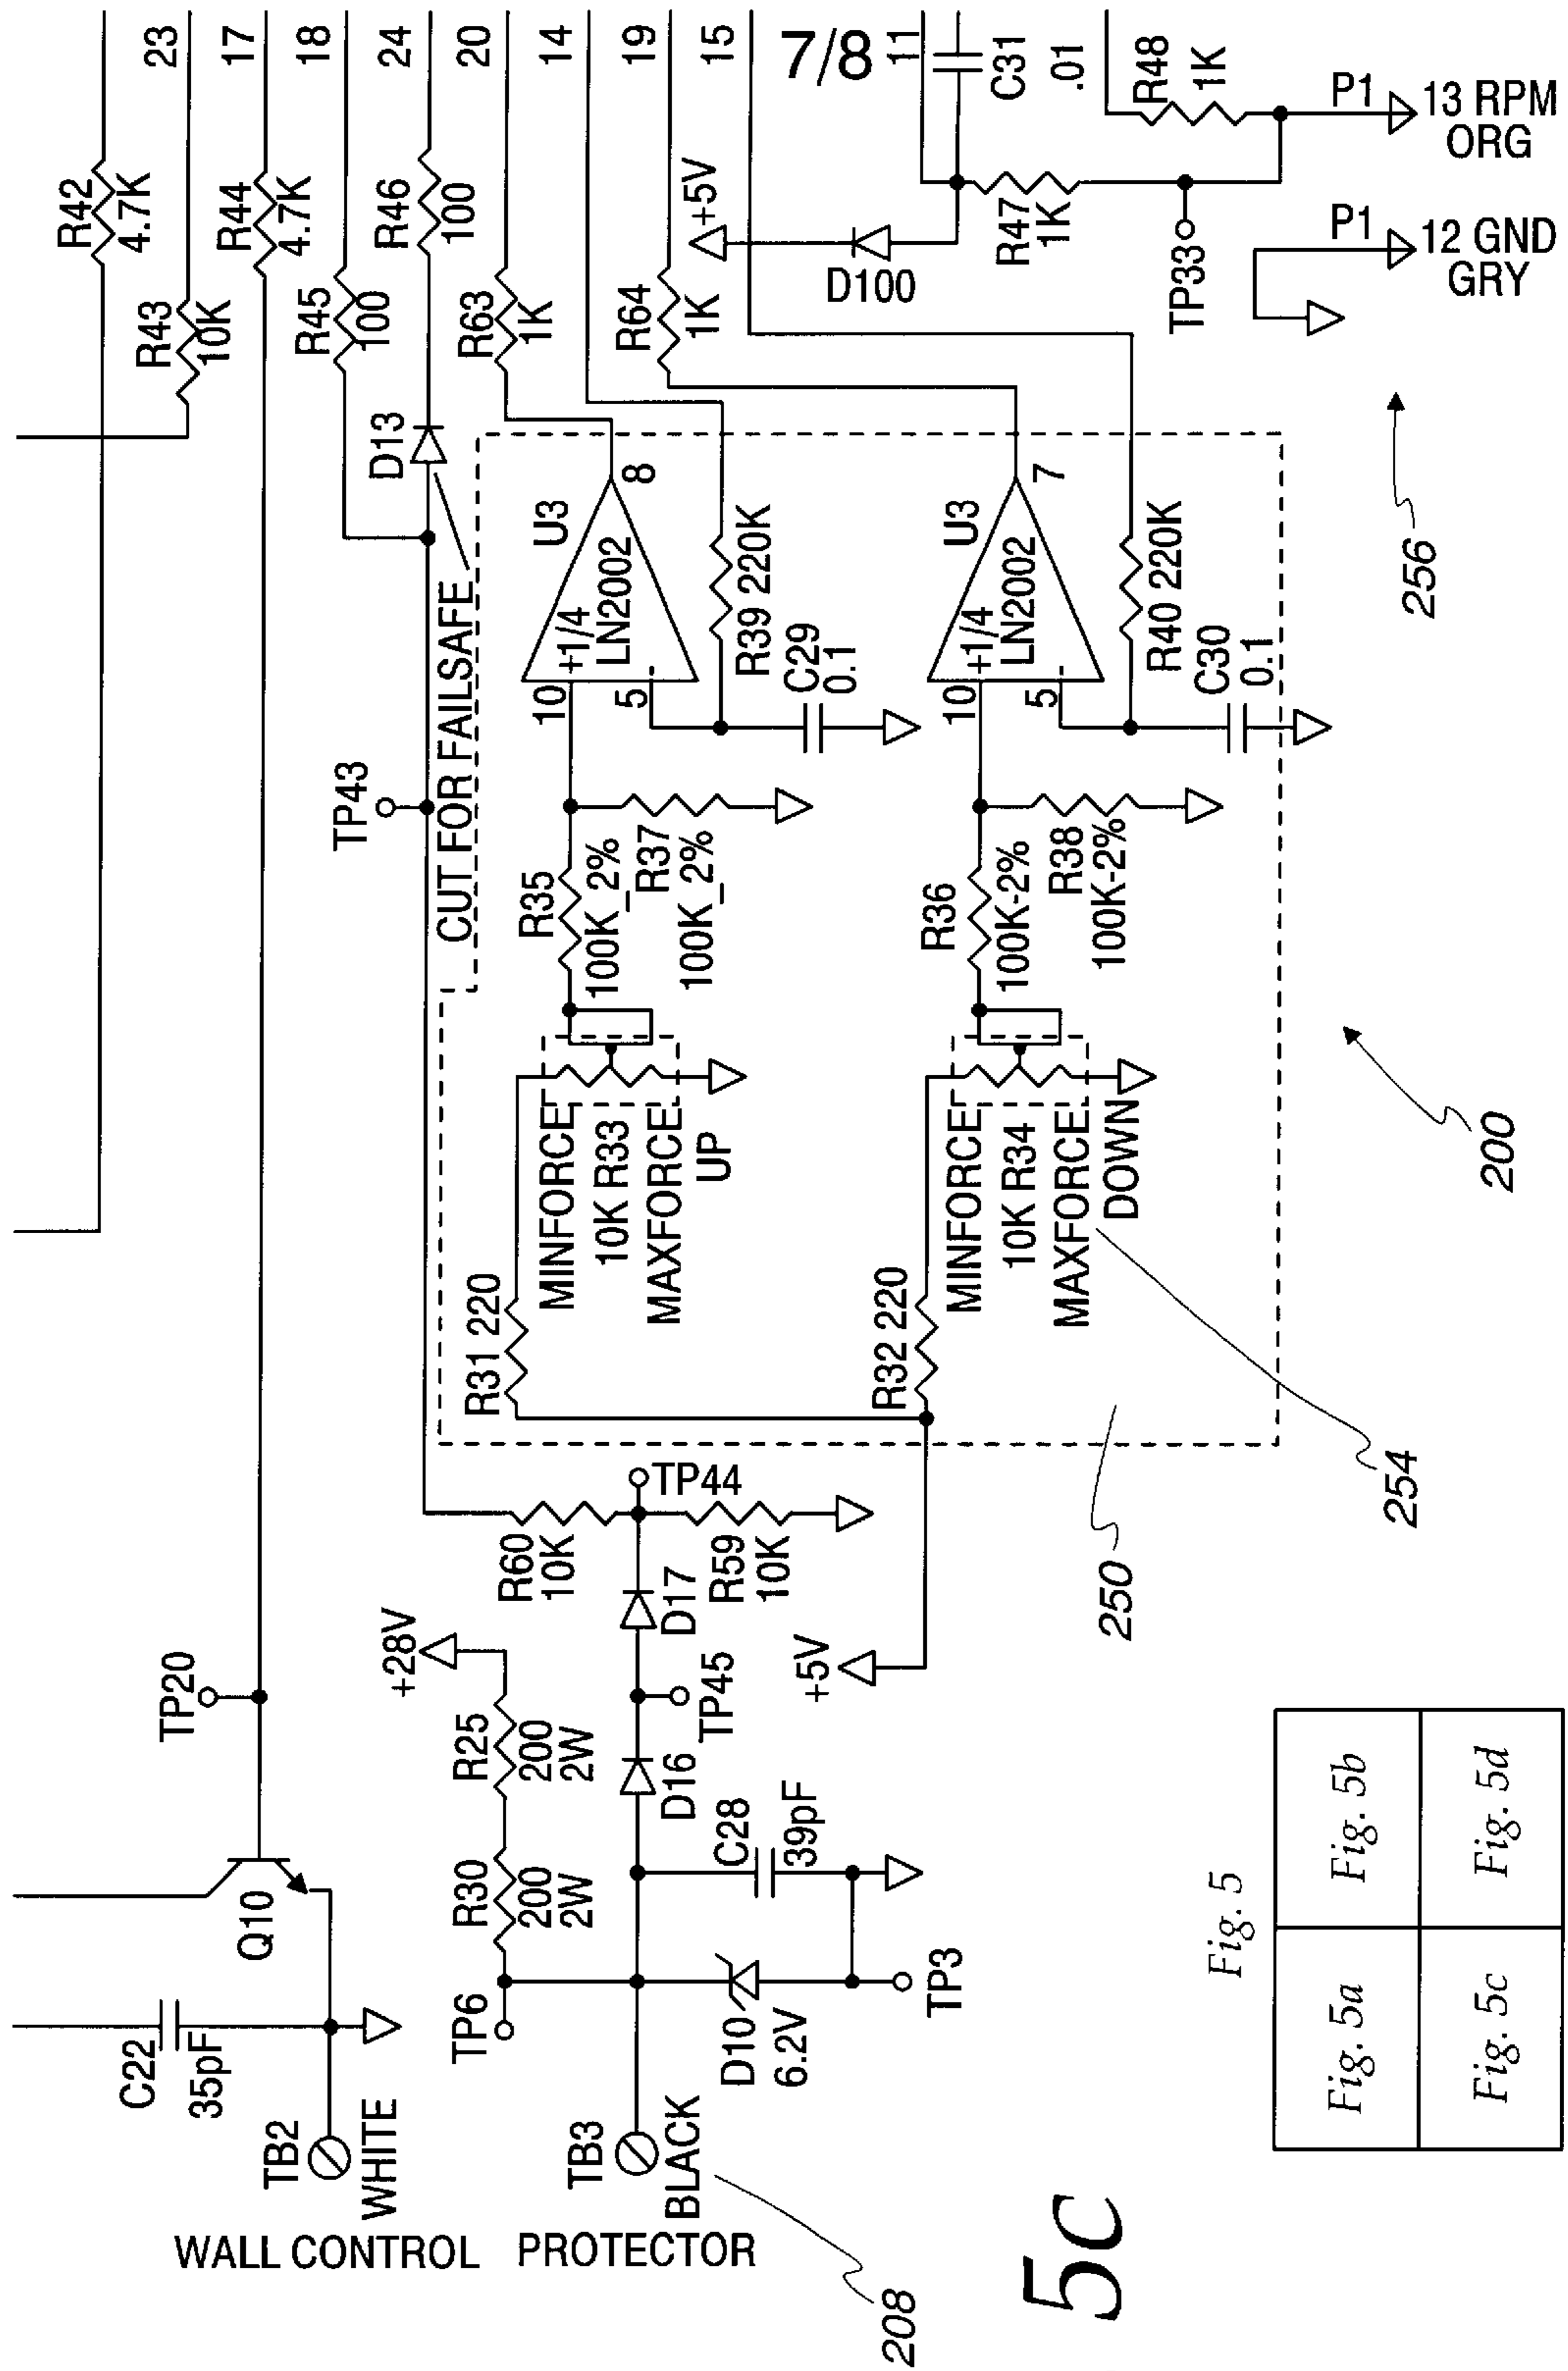 R42
4.7K
23
R43
10K
17
R44
4.7K
TP20
18
R45
100
24
R46
100
D13
TP43
CUT FOR FAILSAFE
20
R63
1K
14
19
R64
1K
15
7/8
11
C31
.01
+5V
D100
R47
1K
R48
1K
TP33
P1
13 RPM
ORG
P1
12 GND
GRY
256
C22
35pF
Q10
TB2
WHITE
WALL CONTROL
+28V
R25
200
2W
R30
200
2W
TP6
TB3
BLACK
PROTECTOR
208
D10
6.2V
TP3
C28
39pF
D16
TP45
D17
R60
10K
TP44
R59
10K
+5V
R31 220
MINFORCE
10K R33
MAXFORCE
UP
R35
100K_2%
R37
100K_2%
10
5
+1/4
LN2002
-
U3
8
R39 220K
C29
0.1
R32 220
MINFORCE
10K R34
MAXFORCE
DOWN
R36
100K-2%
R38
100K-2%
10
5
+1/4
LN2002
-
U3
7
R40 220K
C30
0.1
250
254
200
Fig. 5
Fig. 5a
Fig. 5b
Fig. 5c
Fig. 5d
5c